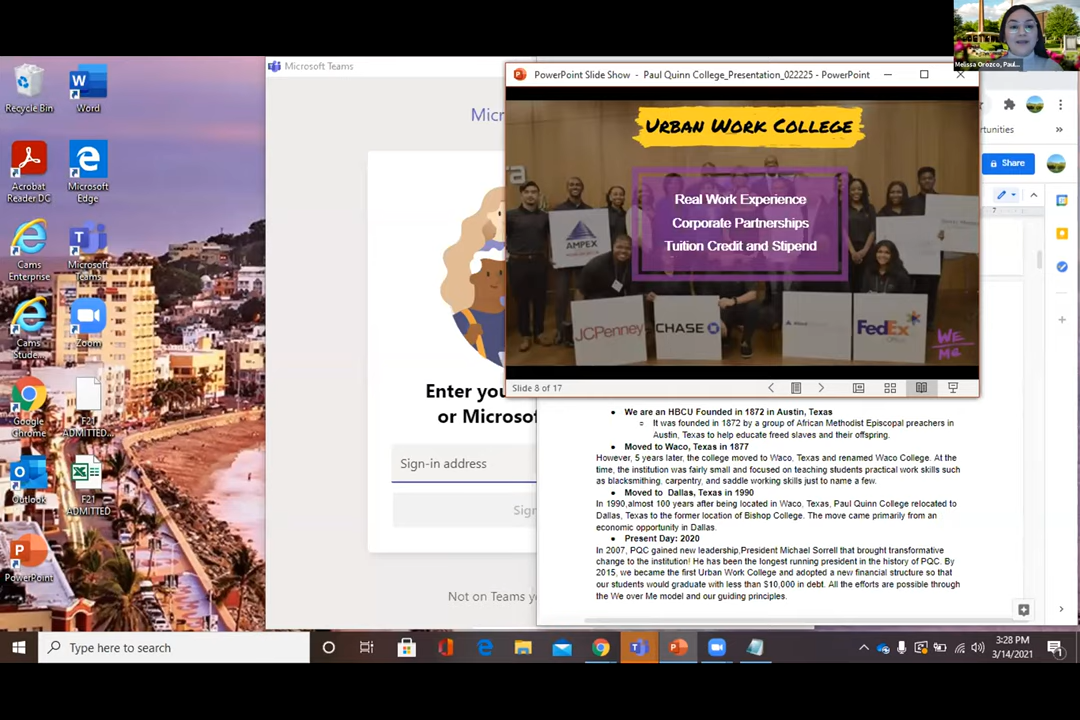 Melissa Orozco, Paul...
Recycle Bin
Word
Acrobat
Reader DC
Microsoft
Edge
Cams
Enterprise
Microsoft
Teams
Cams
Stude...
Zoom
Google
Chrome
F21
ADMITTED...
Outlook
F21
ADMITTED
PowerPoint
Microsoft Teams
Micr
Enter you
or Microsof
Sign-in address
Sign
Not on Teams y
PowerPoint Slide Show - Paul Quinn College_Presentation_022225 - PowerPoint
URBAN WORK COLLEGE
Real Work Experience
Corporate Partnerships
Tuition Credit and Stipend
AMPEX
JCPenney
CHASE
FedEx
WE
ME
Slide 8 of 17
rtunities
Share
7
• We are an HBCU Founded in 1872 in Austin, Texas
○ It was founded in 1872 by a group of African Methodist Episcopal preachers in
Austin, Texas to help educate freed slaves and their offspring.
• Moved to Waco, Texas in 1877
However, 5 years later, the college moved to Waco, Texas and renamed Waco College. At the
time, the institution was fairly small and focused on teaching students practical work skills such
as blacksmithing, carpentry, and saddle working skills just to name a few.
• Moved to Dallas, Texas in 1990
In 1990,almost 100 years after being located in Waco, Texas, Paul Quinn College relocated to
Dallas, Texas to the former location of Bishop College. The move came primarily from an
economic opportunity in Dallas.
• Present Day: 2020
In 2007, PQC gained new leadership,President Michael Sorrell that brought transformative
change to the institution! He has been the longest running president in the history of PQC. By
2015, we became the first Urban Work College and adopted a new financial structure so that
our students would graduate with less than $10,000 in debt. All the efforts are possible through
the We over Me model and our guiding principles.
Type here to search
3:28 PM
3/14/2021
1